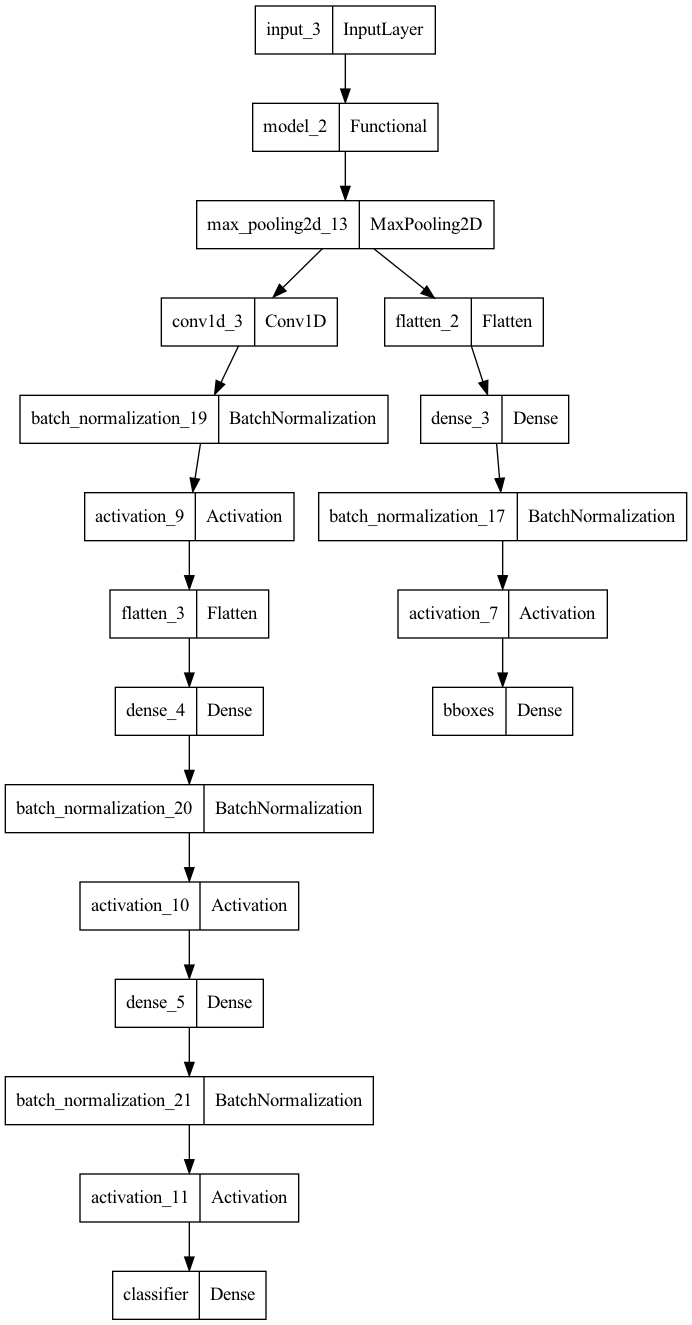 input_3 InputLayer
model_2 Functional
max_pooling2d_13 MaxPooling2D
conv1d_3 Conv1D
flatten_2 Flatten
batch_normalization_19 BatchNormalization
dense_3 Dense
activation_9 Activation
batch_normalization_17 BatchNormalization
flatten_3 Flatten
activation_7 Activation
dense_4 Dense
bboxes Dense
batch_normalization_20 BatchNormalization
activation_10 Activation
dense_5 Dense
batch_normalization_21 BatchNormalization
activation_11 Activation
classifier Dense